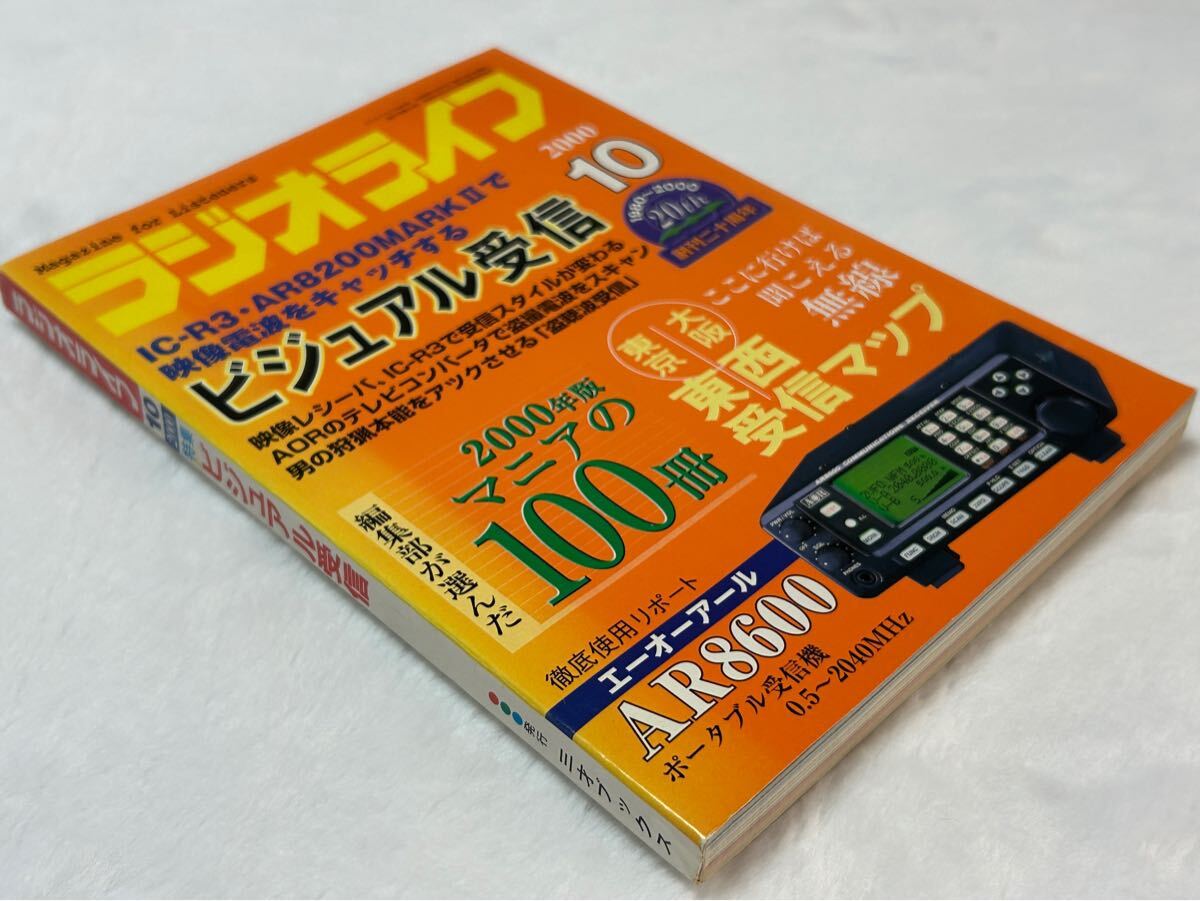 Magazine for Listeners
ラジオライフ
2000
10
1980~2000
20th
創刊二十周年
IC-R3・AR8200MARKⅡで
映像電波をキャッチする
ビジュアル受信
映像レシーバ、IC-R3で受信スタイルが変わる
AORのテレビコンバータで盗撮電波をスキャン
男の狩猟本能をアツクさせる「盗聴波受信」
ここに行けば
聞こえる
無線
大阪
東京
東西
受信マップ
2000年版
マニアの
100冊
編集部が選んだ
徹底使用リポート
エーオーアール
AR8600
ポータブル受信機
0.5~2040MHz
ラジオライフ
10
2000
特集
ビジュアル受信
発行
三才ブックス